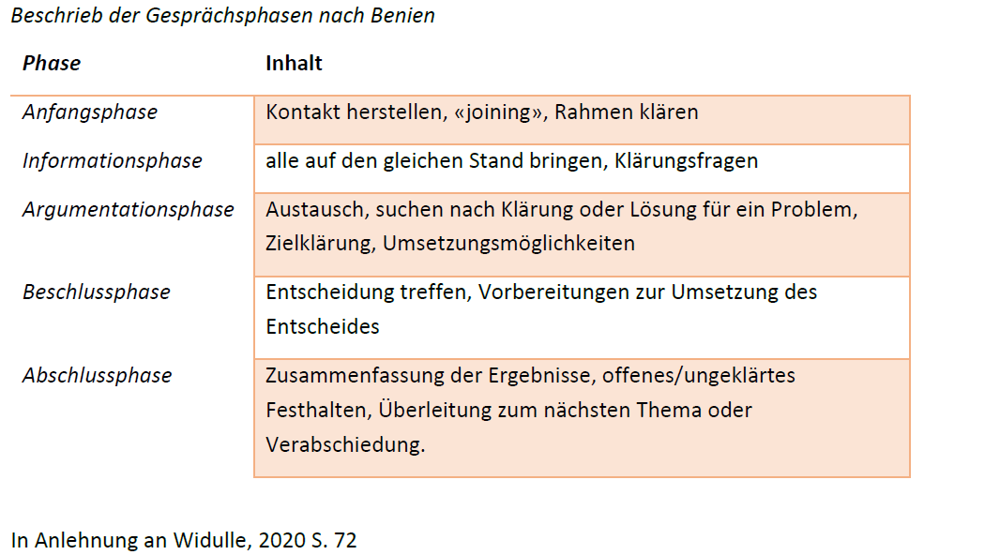 Beschrieb der Gesprächsphasen nach Benien
Phase Inhalt
Anfangsphase Kontakt herstellen, «joining», Rahmen klären
Informationsphase alle auf den gleichen Stand bringen, Klärungsfragen
Argumentationsphase Austausch, suchen nach Klärung oder Lösung für ein Problem,
Zielklärung, Umsetzungsmöglichkeiten
Beschlussphase Entscheidung treffen, Vorbereitungen zur Umsetzung des
Entscheides
Abschlussphase Zusammenfassung der Ergebnisse, offenes/ungeklärtes
Festhalten, Überleitung zum nächsten Thema oder
Verabschiedung.
In Anlehnung an Widulle, 2020 S. 72